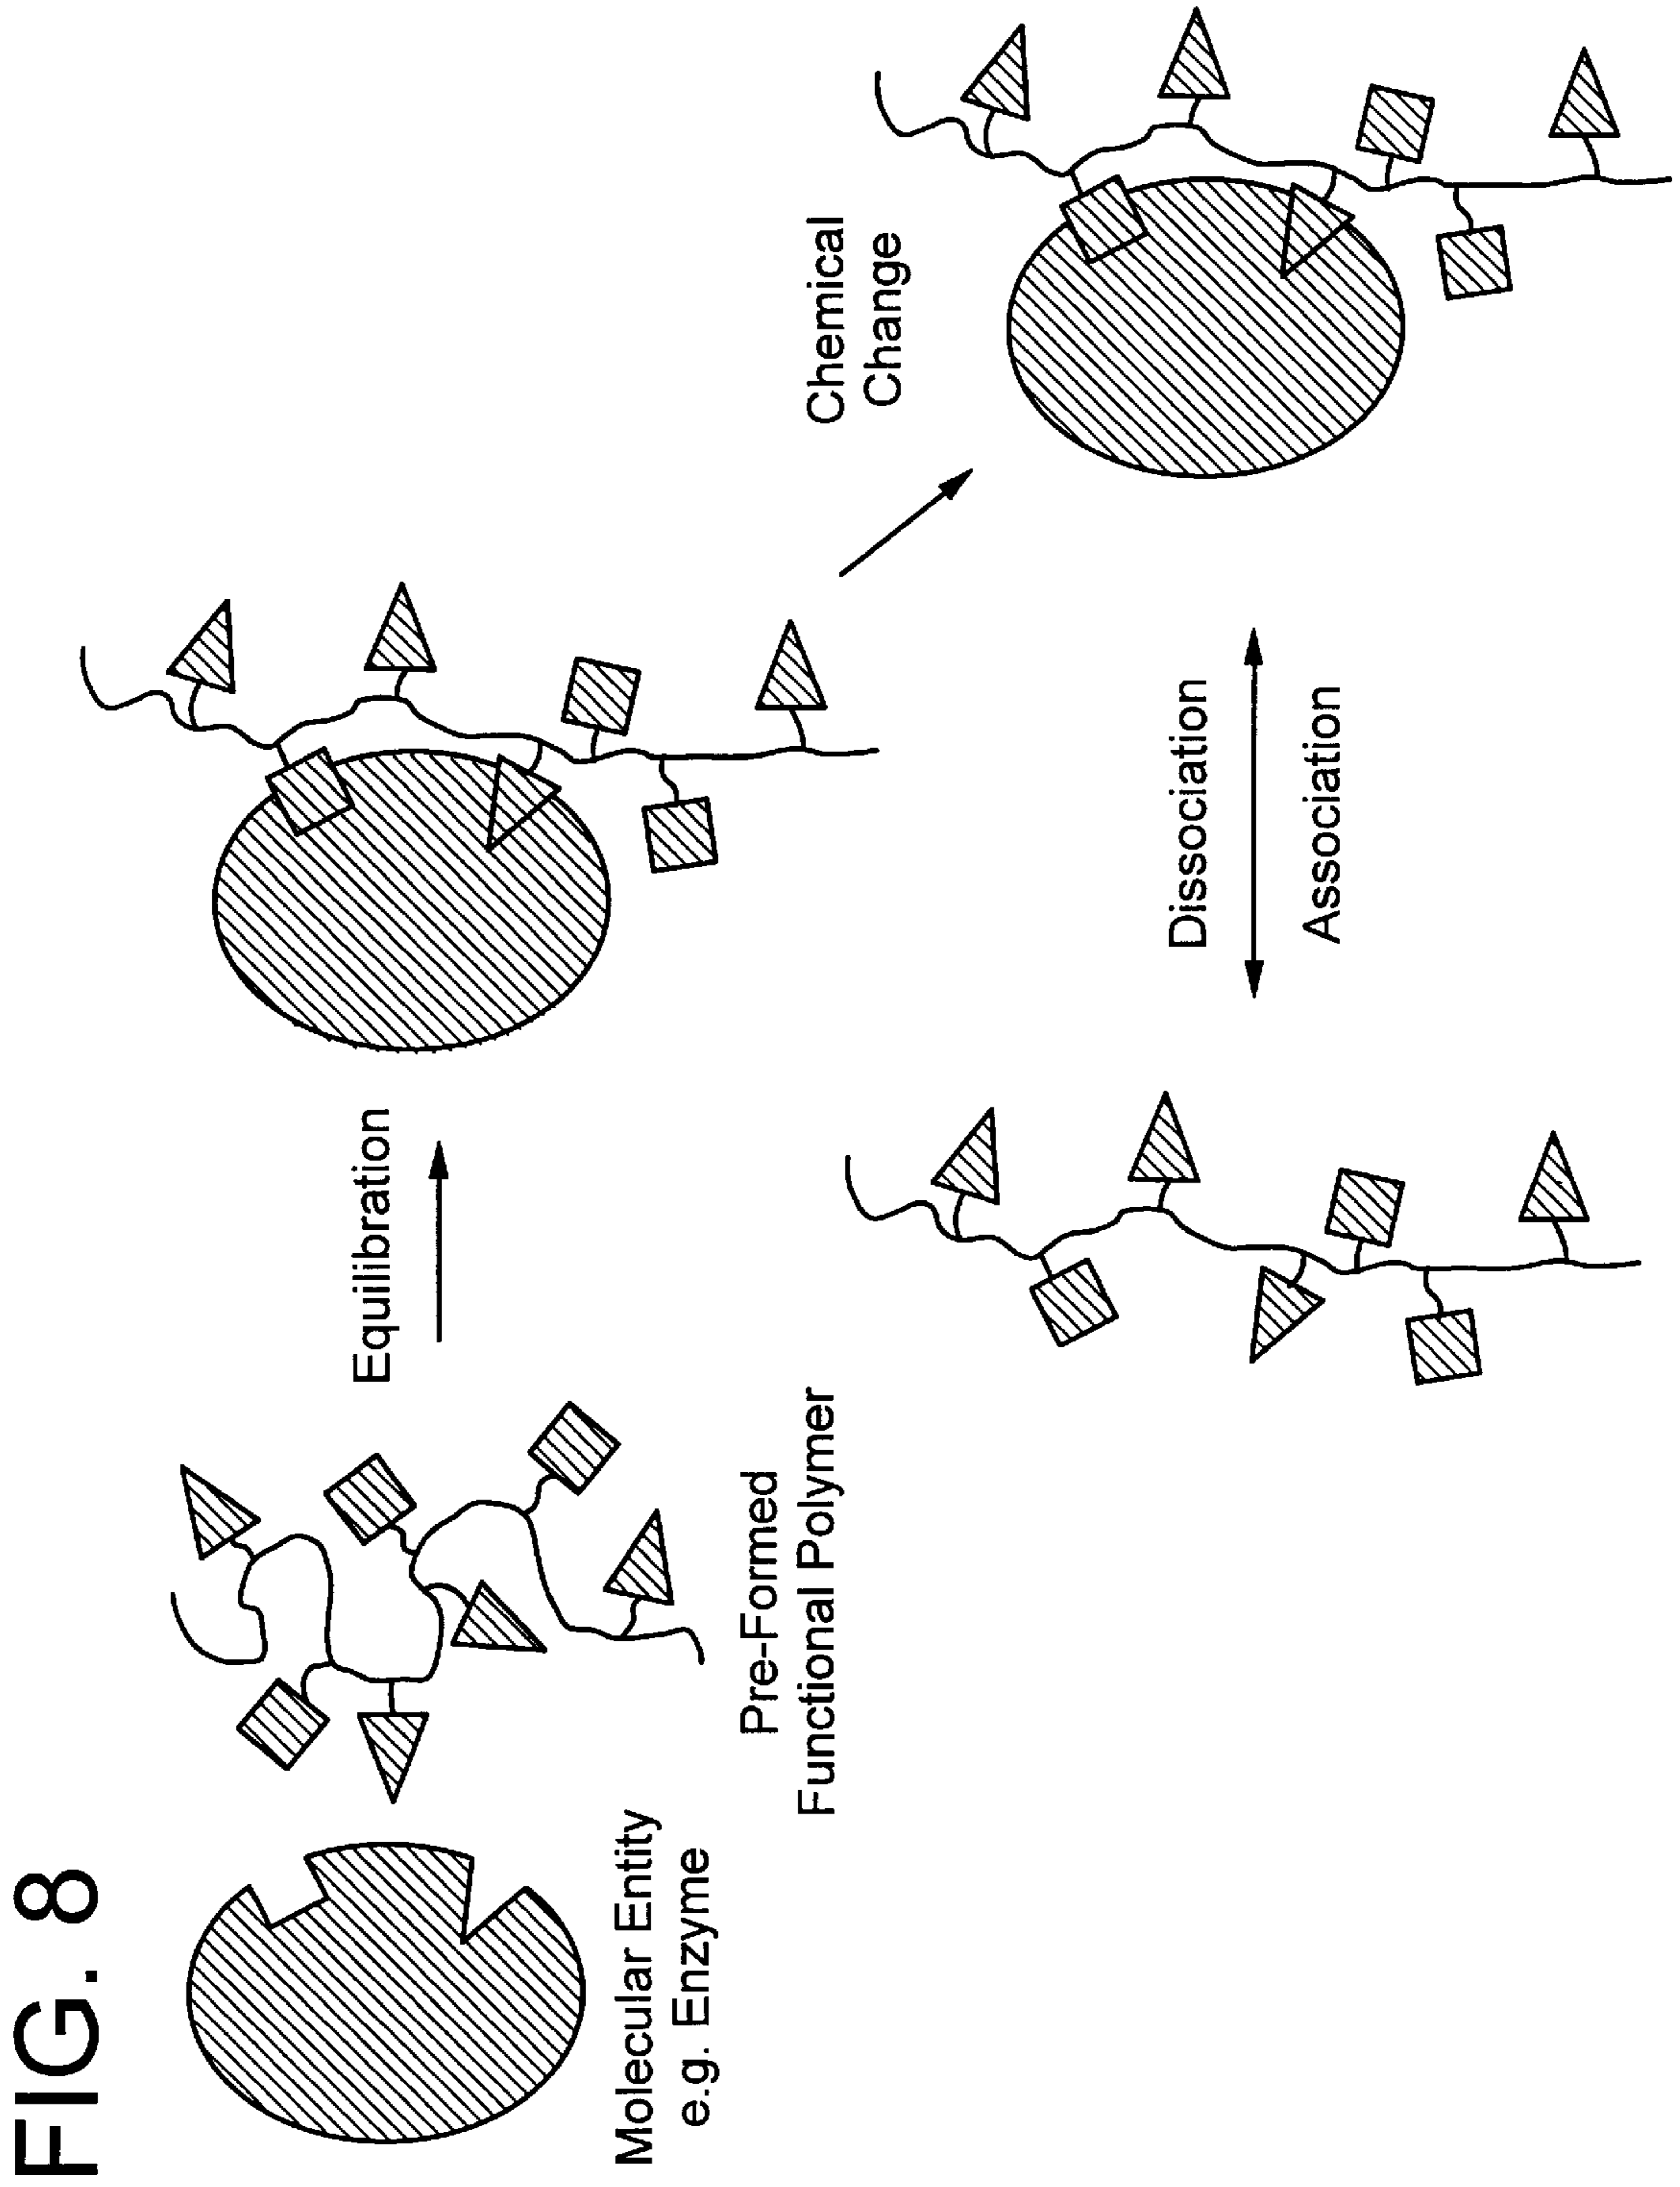 FIG. 8
Molecular Entity
e.g. Enzyme
Pre-Formed
Functional Polymer
Equilibration
Chemical
Change
Dissociation
Association